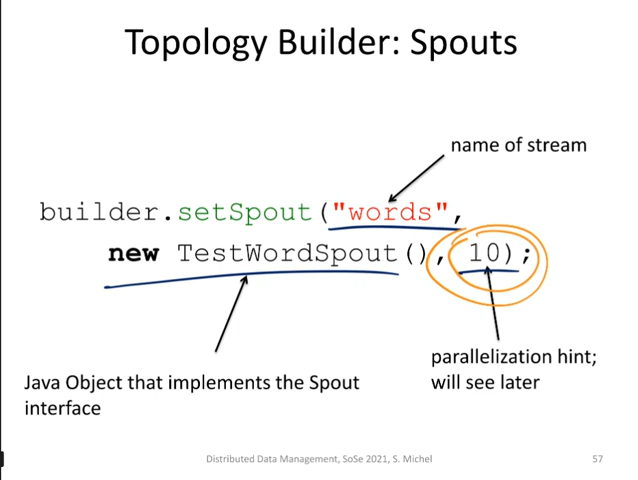 Topology Builder: Spouts
name of stream
builder.setSpout("words",
new TestWordSpout(), 10);
parallelization hint;
will see later
Java Object that implements the Spout
interface
Distributed Data Management, SoSe 2021, S. Michel
57